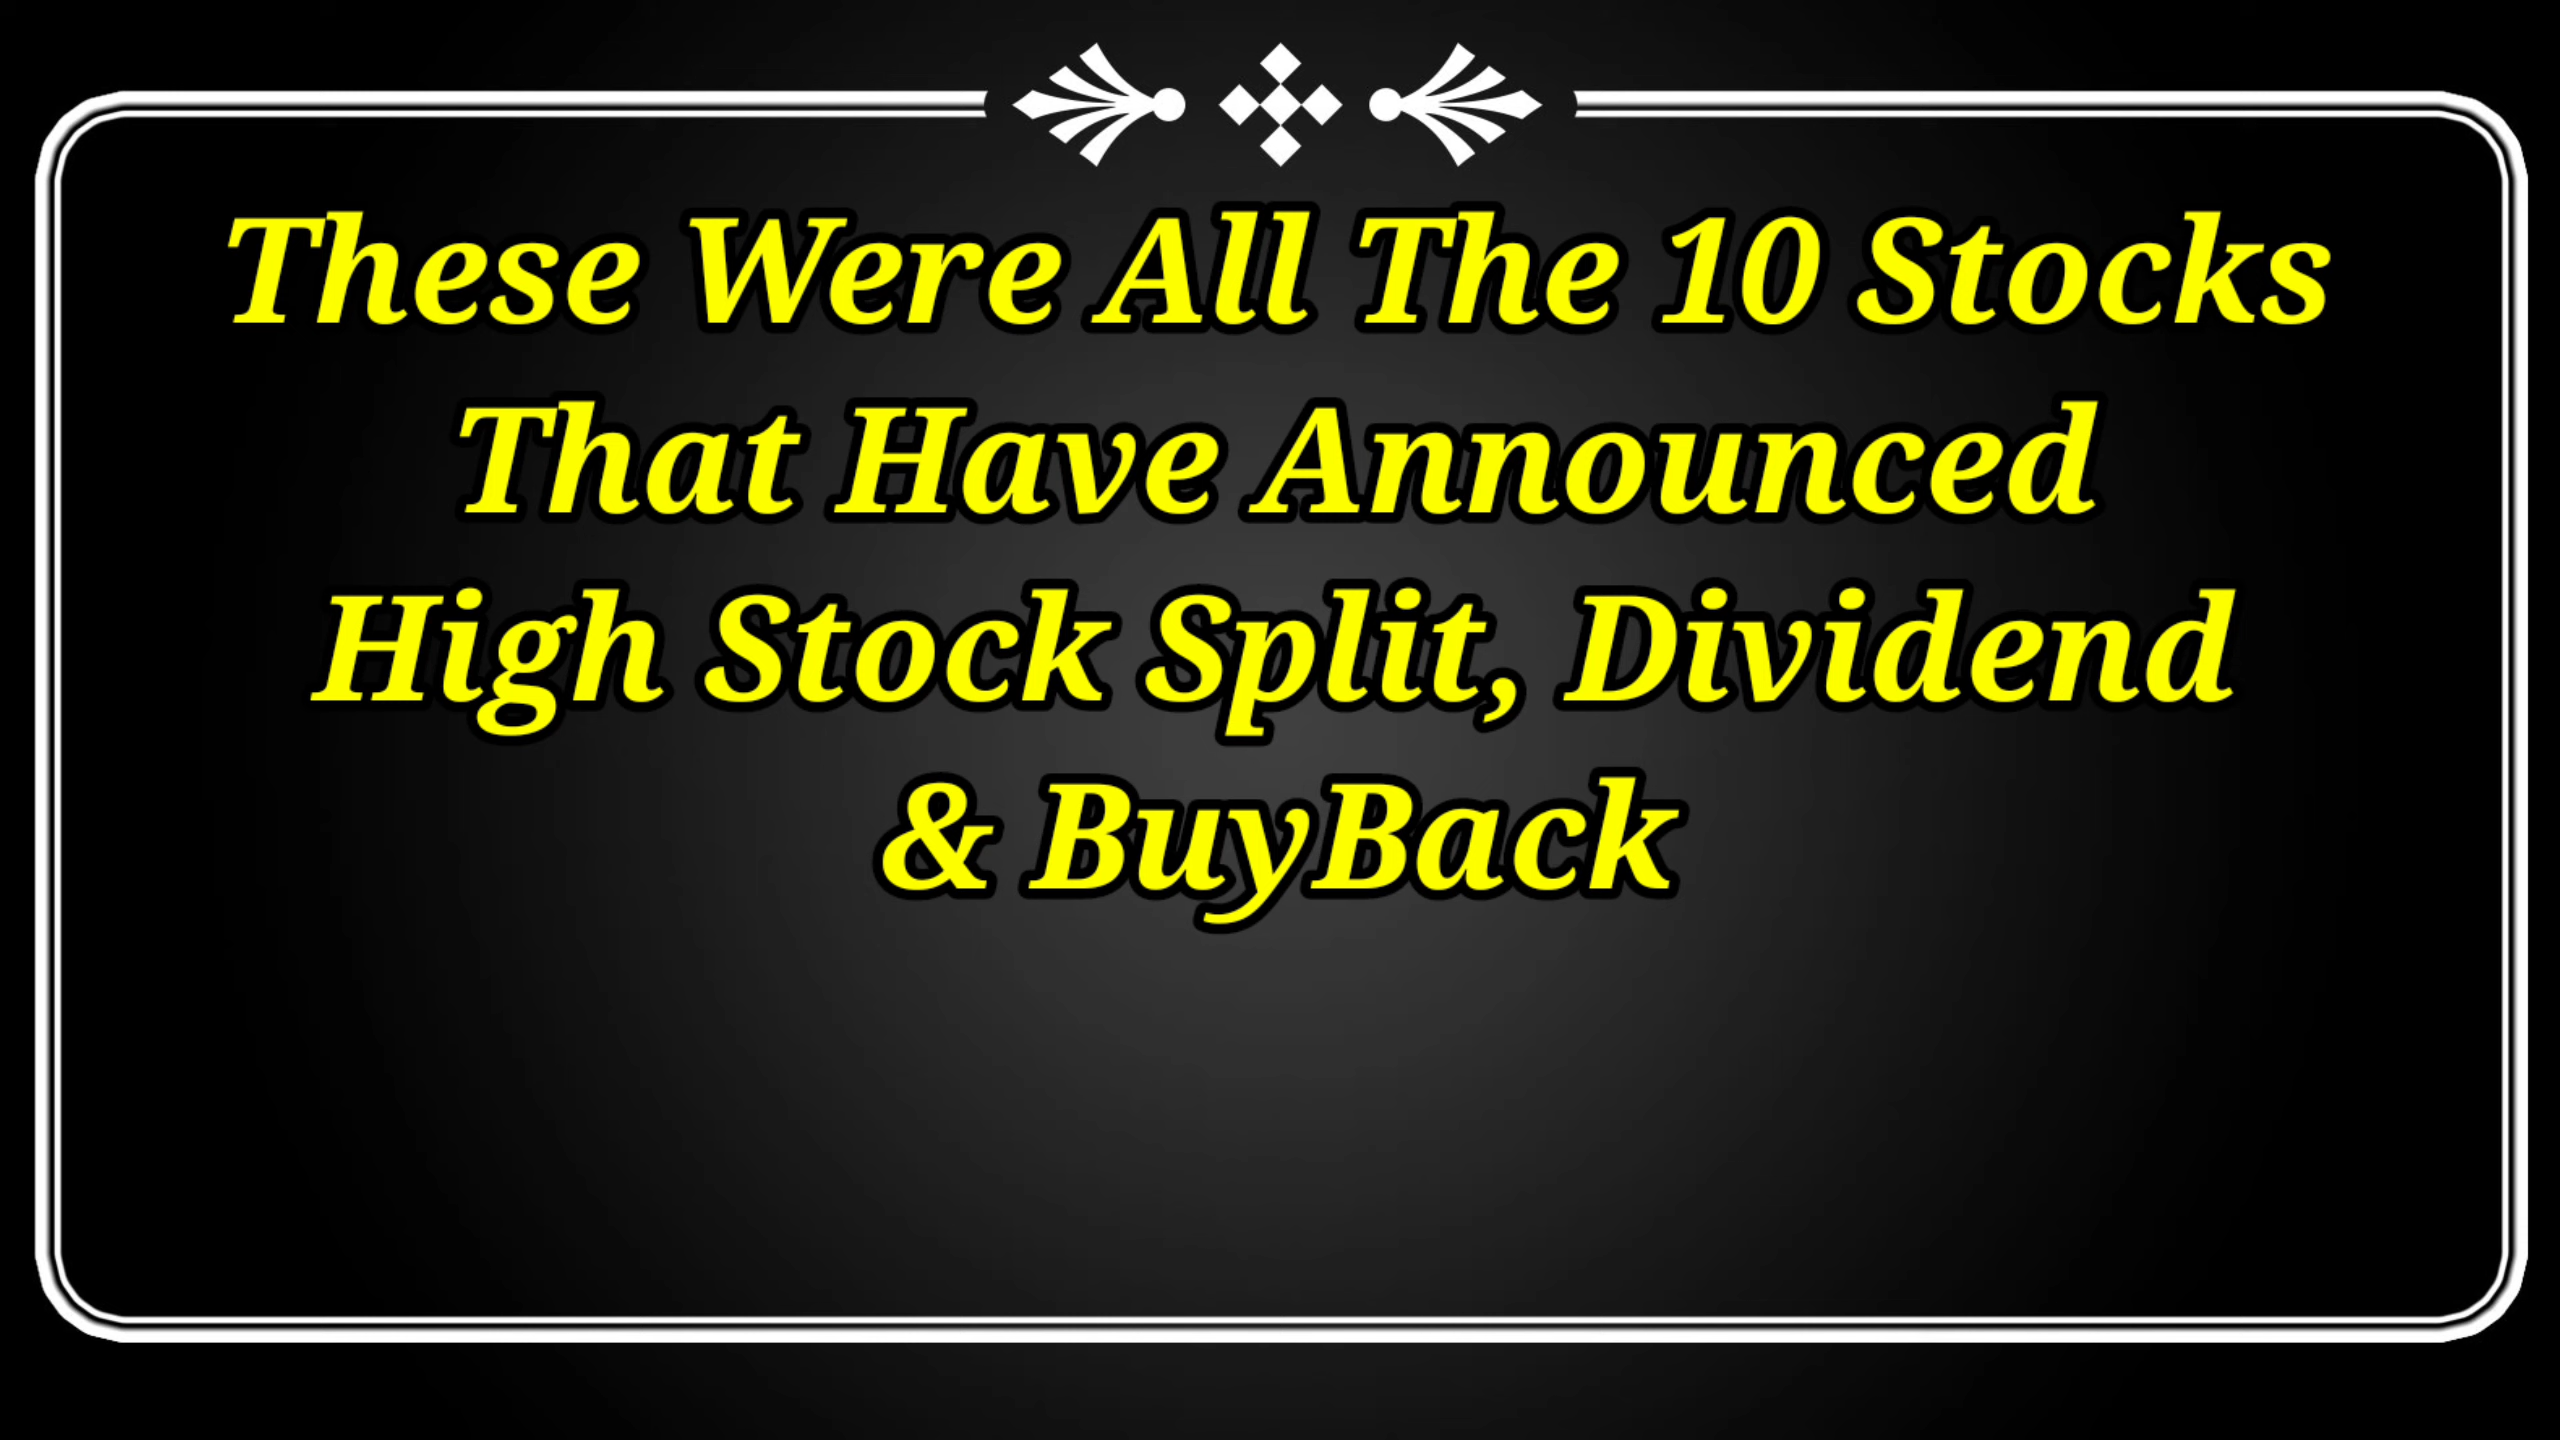 These Were All The 10 Stocks
That Have Announced
High Stock Split, Dividend
& BuyBack